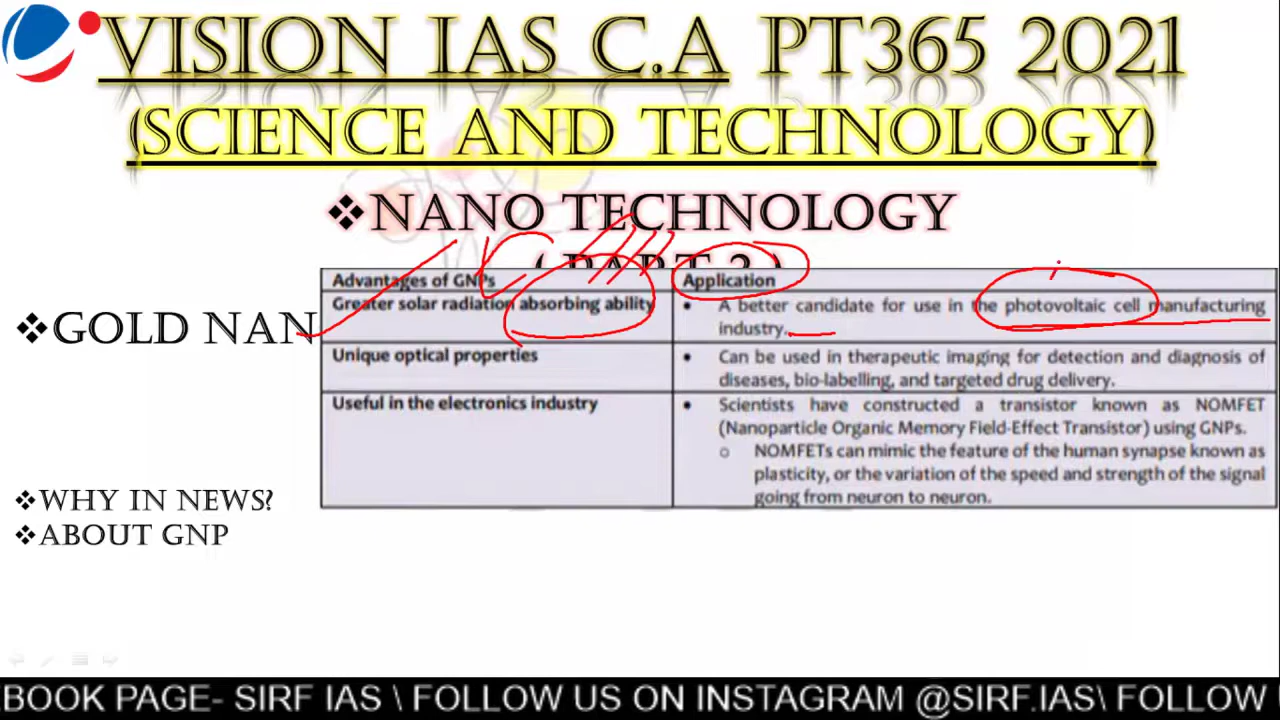 VISION IAS C.A PT365 2021
(SCIENCE AND TECHNOLOGY)
❖NANO TECHNOLOGY
( PART
❖GOLD NAN
Advantages of GNPs Application
Greater solar radiation absorbing ability • A better candidate for use in the photovoltaic cell manufacturing
industry.
Unique optical properties • Can be used in therapeutic imaging for detection and diagnosis of
diseases, bio-labelling, and targeted drug delivery.
Useful in the electronics industry • Scientists have constructed a transistor known as NOMFET
(Nanoparticle Organic Memory Field-Effect Transistor) using GNPs.
o NOMFETs can mimic the feature of the human synapse known as
plasticity, or the variation of the speed and strength of the signal
going from neuron to neuron.
❖WHY IN NEWS?
❖ABOUT GNP
EBOOK PAGE- SIRF IAS \ FOLLOW US ON INSTAGRAM @SIRF.IAS\ FOLLOW